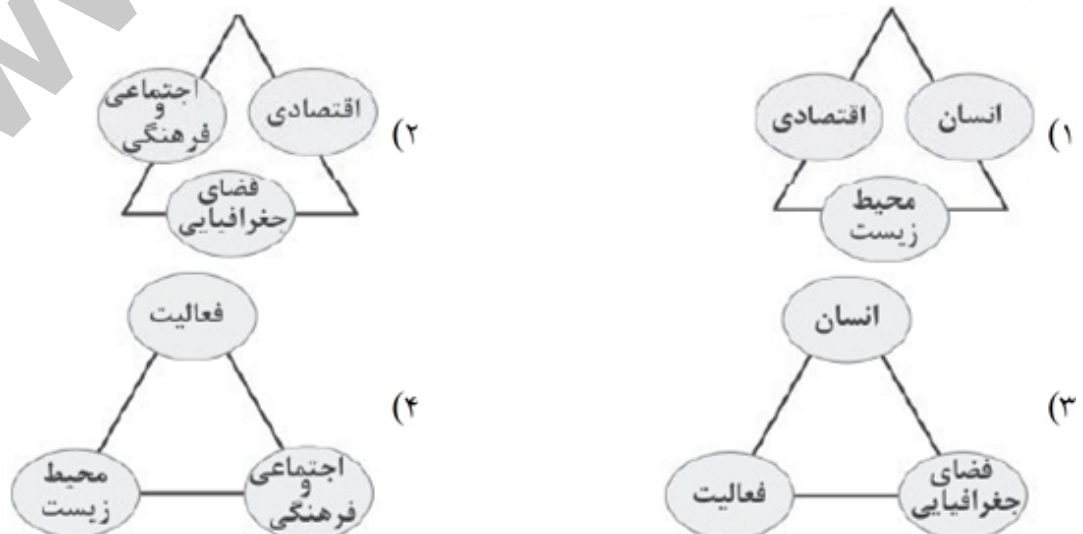 ۱)
انسان
اقتصادی
محیط
زیست
۲)
اقتصادی
اجتماعی
و
فرهنگی
فضای
جغرافیایی
۳)
انسان
فضای
جغرافیایی
فعالیت
۴)
فعالیت
اجتماعی
و
فرهنگی
محیط
زیست